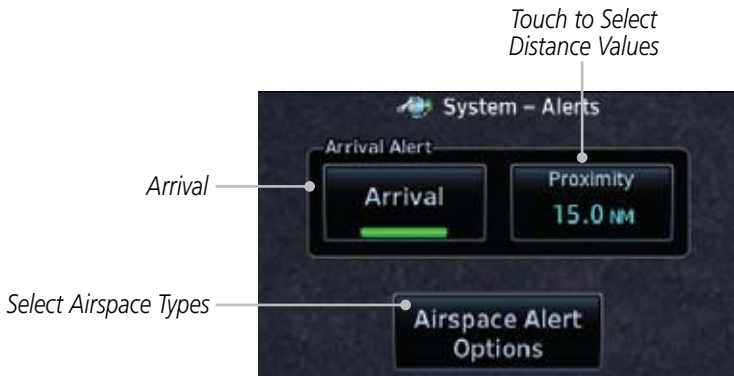 Touch to Select
Distance Values
System – Alerts
Arrival Alert
Arrival
Arrival
Proximity
15.0 NM
Select Airspace Types
Airspace Alert
Options